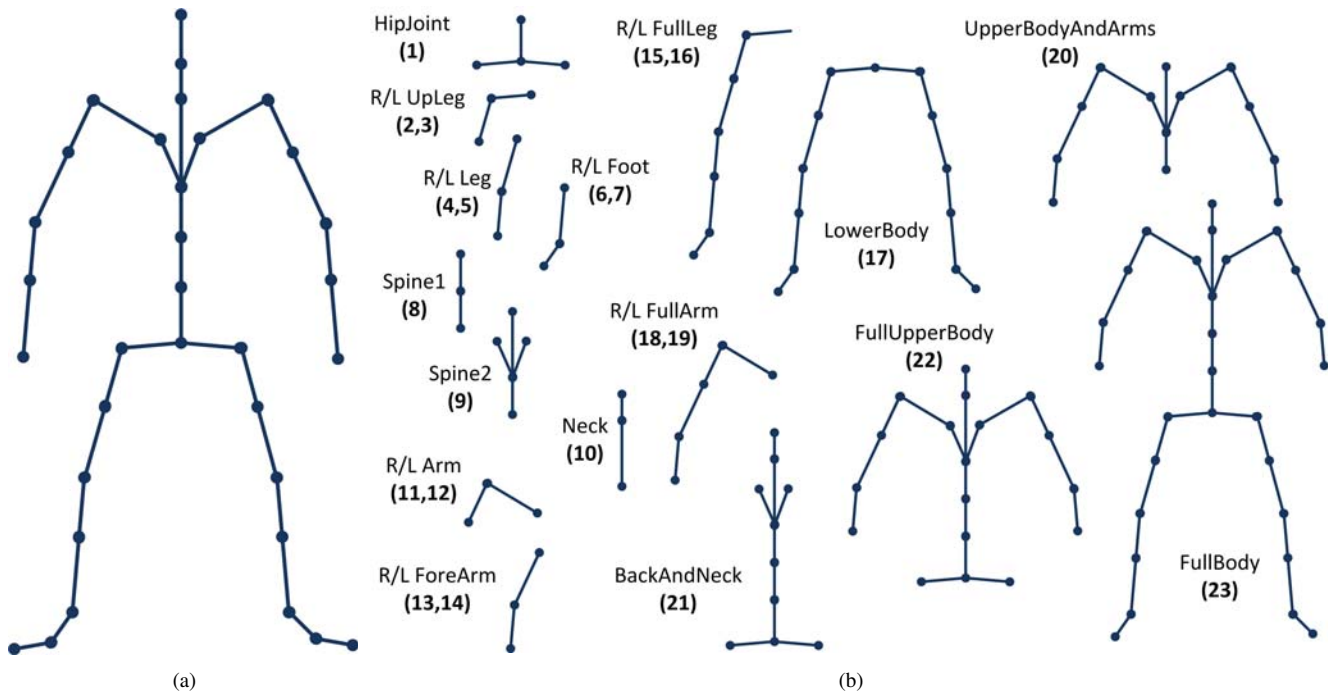 HipJoint
(1)
R/L UpLeg
(2,3)
R/L Leg
(4,5)
R/L Foot
(6,7)
Spine1
(8)
Spine2
(9)
Neck
(10)
R/L Arm
(11,12)
R/L ForeArm
(13,14)
R/L FullLeg
(15,16)
LowerBody
(17)
R/L FullArm
(18,19)
UpperBodyAndArms
(20)
BackAndNeck
(21)
FullUpperBody
(22)
FullBody
(23)
(a)
(b)